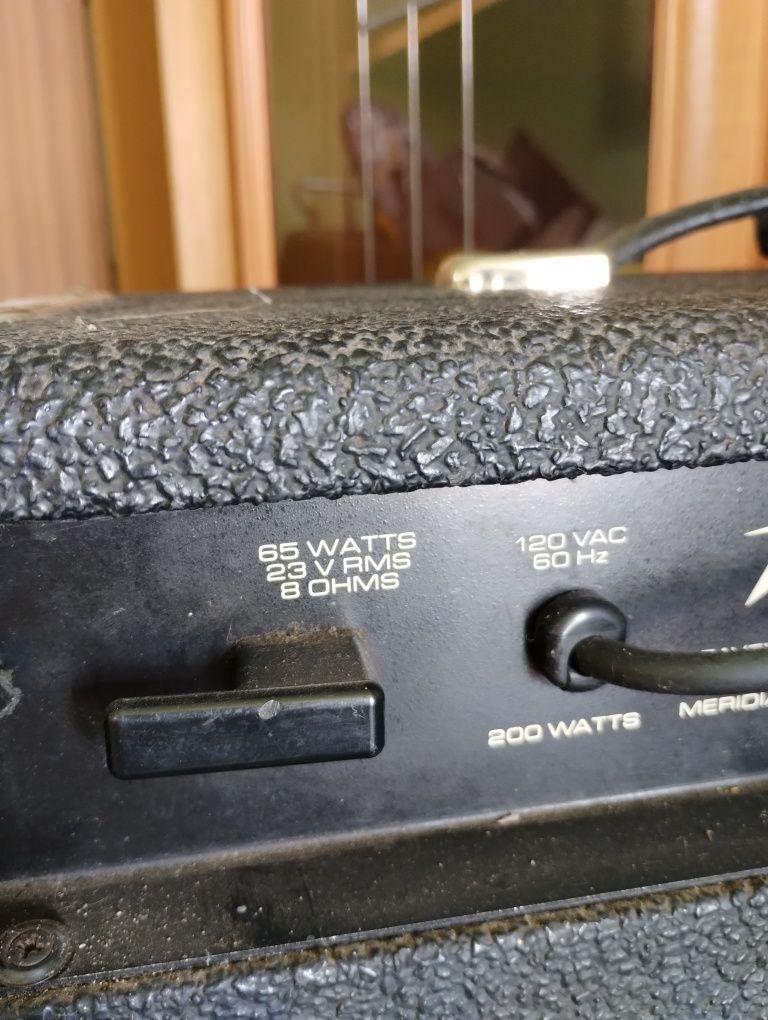 65 WATTS
23 V RMS
8 OHMS
120 VAC
60 Hz
200 WATTS